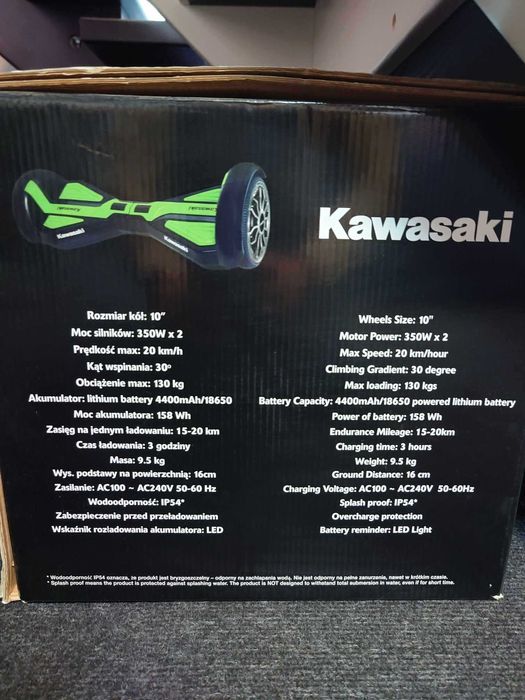 Kawasaki
Rozmiar kół: 10"
Moc silników: 350W x 2
Prędkość max: 20 km/h
Kąt wspinania: 30º
Obciążenie max: 130 kg
Akumulator: lithium battery 4400mAh/18650
Moc akumulatora: 158 Wh
Zasięg na jednym ładowaniu: 15-20 km
Czas ładowania: 3 godziny
Masa: 9.5 kg
Wys. podstawy na powierzchnią: 16cm
Zasilanie: AC100 ~ AC240V 50-60 Hz
Wodoodporność: IP54*
Zabezpieczenie przed przeładowaniem
Wskaźnik rozładowania akumulatora: LED
Wheels Size: 10"
Motor Power: 350W x 2
Max Speed: 20 km/hour
Climbing Gradient: 30 degree
Max loading: 130 kgs
Battery Capacity: 4400mAh/18650 powered lithium battery
Power of battery: 158 Wh
Endurance Mileage: 15-20km
Charging time: 3 hours
Weight: 9.5 kg
Ground Distance: 16 cm
Charging Voltage: AC100 ~ AC240V 50-60Hz
Splash proof: IP54*
Overcharge protection
Battery reminder: LED Light
* Wodoodporność IP54 oznacza, że produkt jest bryzgoszczelny – odporny na zachlapania wodą. Nie jest odporny na pełne zanurzania, nawet w krótkim czasie.
* Splash proof means the product is protected against splashing water. The product is NOT designed to withstand total submersion in water, even if for short time.